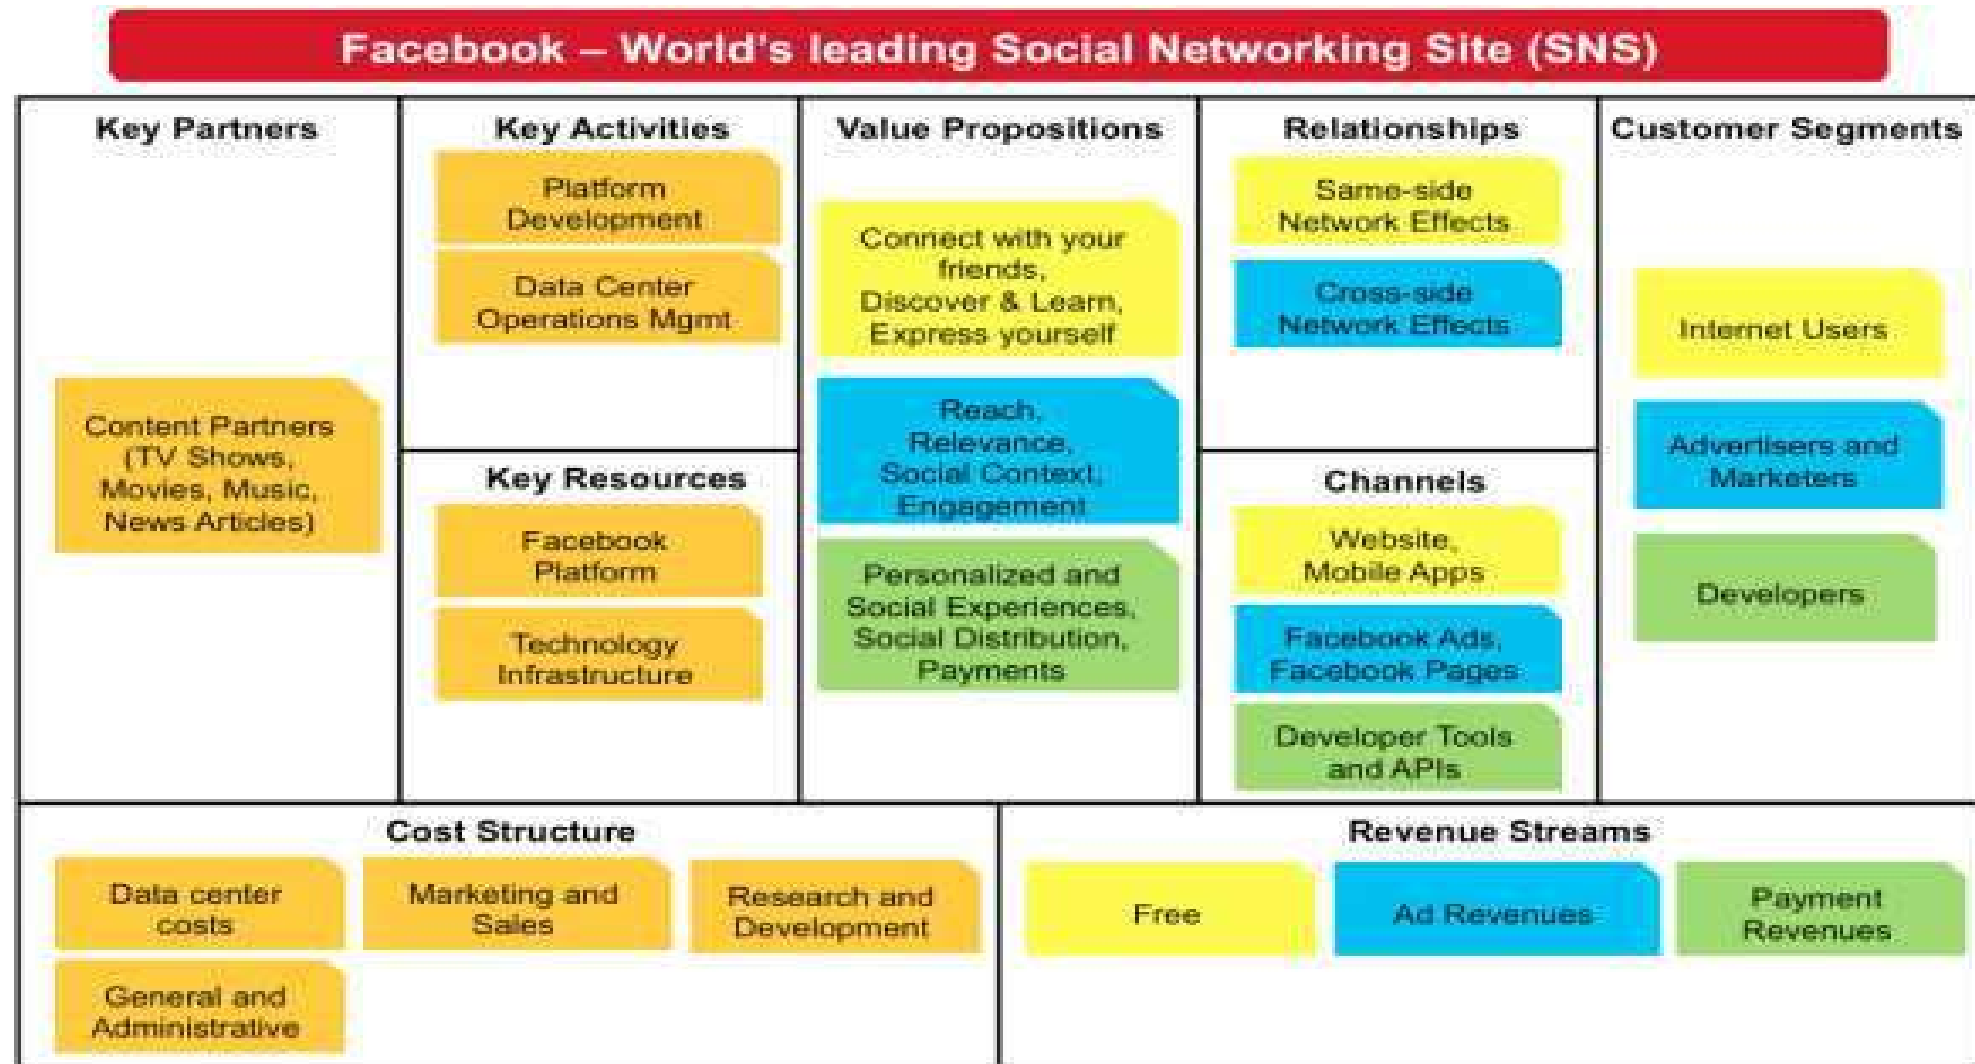 Facebook – World's leading Social Networking Site (SNS)
Key Partners
Content Partners
(TV Shows,
Movies, Music,
News Articles)
Key Activities
Platform
Development
Data Center
Operations Mgmt
Key Resources
Facebook
Platform
Technology
Infrastructure
Value Propositions
Connect with your
friends,
Discover & Learn,
Express yourself
Reach,
Relevance,
Social Context,
Engagement
Personalized and
Social Experiences,
Social Distribution,
Payments
Relationships
Same-side
Network Effects
Cross-side
Network Effects
Channels
Website,
Mobile Apps
Facebook Ads,
Facebook Pages
Developer Tools
and APIs
Customer Segments
Internet Users
Advertisers and
Marketers
Developers
Cost Structure
Data center
costs
Marketing and
Sales
Research and
Development
General and
Administrative
Revenue Streams
Free
Ad Revenues
Payment
Revenues